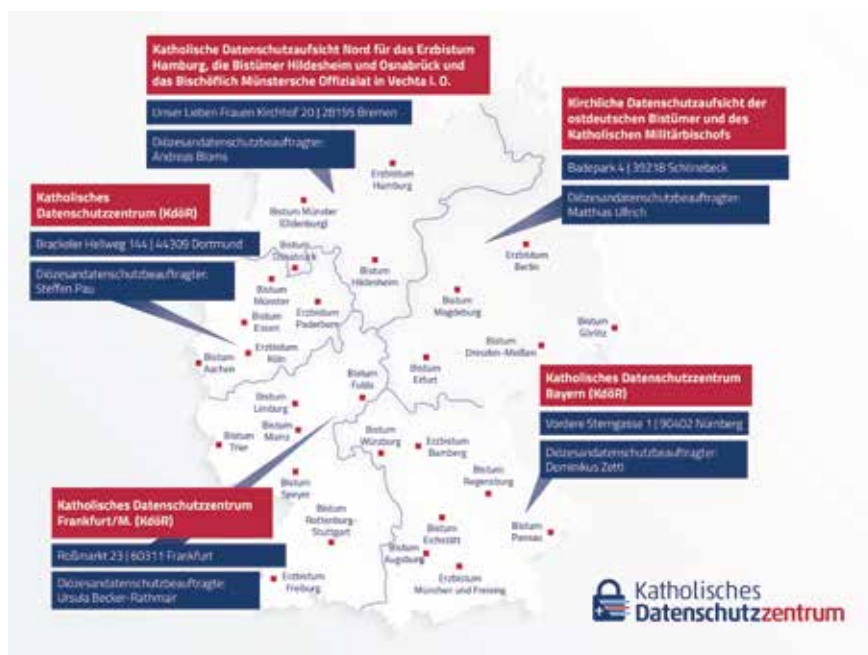 Katholische Datenschutzaufsicht Nord für das Erzbistum
Hamburg, die Bistümer Hildesheim und Osnabrück und
das Bischöflich Münstersche Offizialat in Vechta i. O.
Unser Lieben Frauen Kirchhof 20 | 28195 Bremen
Diözesandatenschutzbeauftragter:
Andreas Bloms
Kirchliche Datenschutzaufsicht der
ostdeutschen Bistümer und des
Katholischen Militärbischofs
Badepark 4 | 39218 Schönebeck
Diözesandatenschutzbeauftragter:
Matthias Ullrich
Katholisches
Datenschutzzentrum (KdöR)
Brackeler Hellweg 144 | 44309 Dortmund
Diözesandatenschutzbeauftragter:
Steffen Pau
Erzbistum
Hamburg
Bistum Münster
(Oldenburg)
Bistum
Osnabrück
Bistum
Hildesheim
Erzbistum
Berlin
Bistum
Münster
Erzbistum
Paderborn
Bistum
Essen
Bistum
Magdeburg
Bistum
Görlitz
Erzbistum
Köln
Bistum
Aachen
Bistum
Dresden-Meißen
Bistum
Erfurt
Bistum
Fulda
Bistum
Limburg
Bistum
Mainz
Bistum
Trier
Bistum
Würzburg
Erzbistum
Bamberg
Katholisches Datenschutzzentrum
Bayern (KdöR)
Vordere Sterngasse 1 | 90402 Nürnberg
Diözesandatenschutzbeauftragter:
Dominikus Zettl
Bistum
Speyer
Bistum
Regensburg
Katholisches Datenschutzzentrum
Frankfurt/M. (KdöR)
Roßmarkt 23 | 60311 Frankfurt
Diözesandatenschutzbeauftragte:
Ursula Becker-Rathmair
Bistum
Rottenburg-
Stuttgart
Bistum
Eichstätt
Bistum
Passau
Bistum
Augsburg
Erzbistum
Freiburg
Erzbistum
München und Freising
Katholisches
Datenschutzzentrum